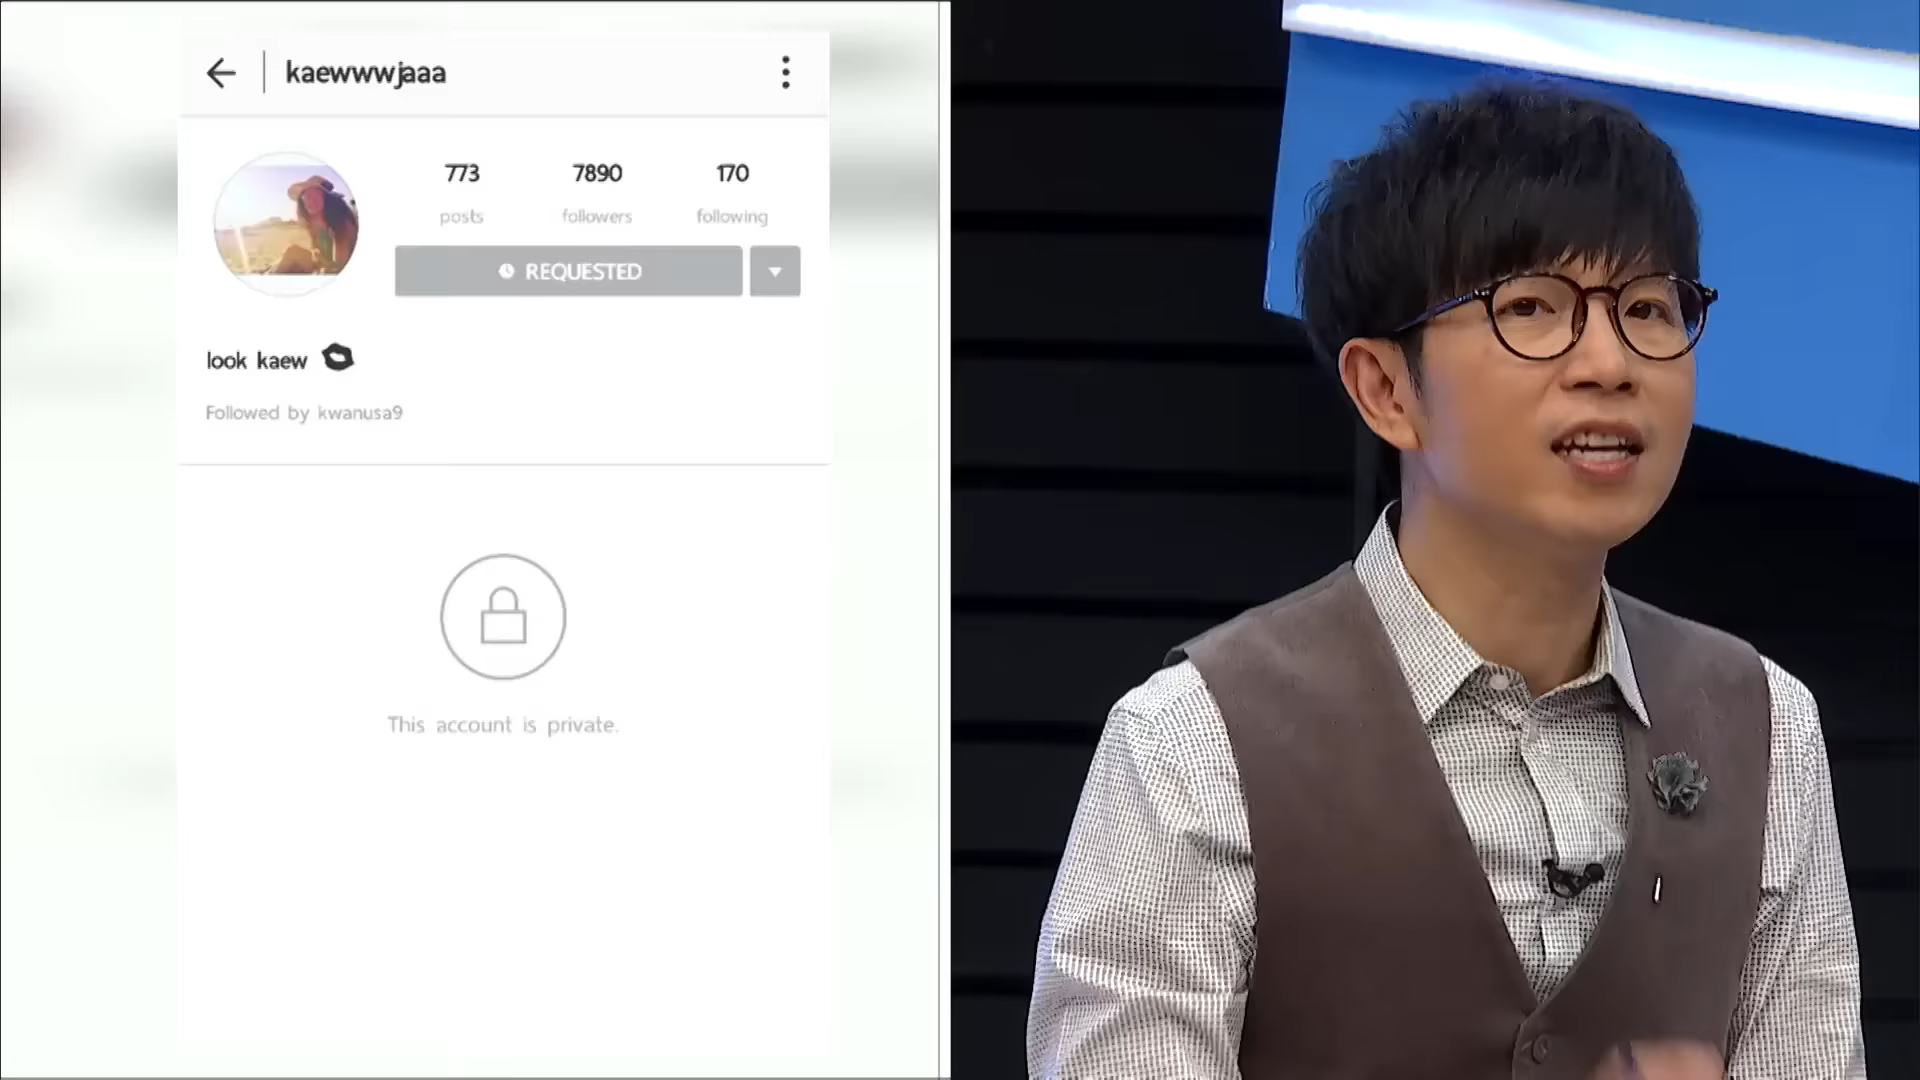 kaewwwjaaa
773 7890 170
posts followers following
REQUESTED
look kaew
Followed by kwanusa9
This account is private.